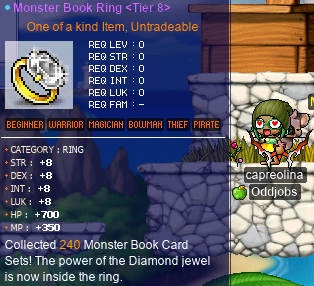 Monster Book Ring <Tier 8>
One of a kind Item, Untradeable
REQ LEV : 0
REQ STR : 0
REQ DEX : 0
REQ INT : 0
REQ LUK : 0
REQ FAM : -
BEGINNER WARRIOR MAGICIAN BOWMAN THIEF PIRATE
CATEGORY : RING
STR : +8
DEX : +8
INT : +8
LUK : +8
HP : +700
MP : +350
Collected 240 Monster Book Card
Sets! The power of the Diamond jewel
is now inside the ring.
capreolina
Oddjobs